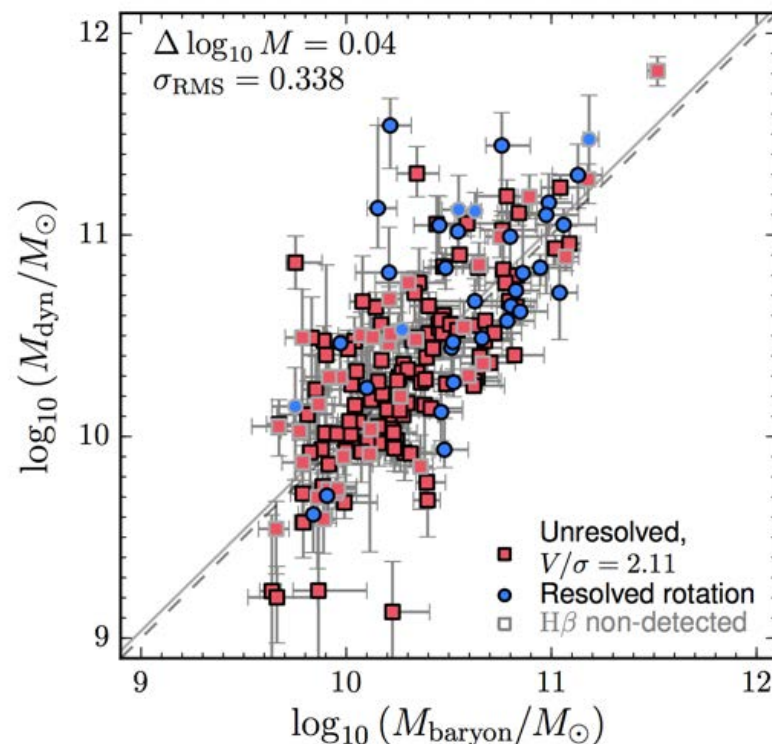 Δ log₁₀ M = 0.04
σ_RMS = 0.338
12
11
10
9
log₁₀ (M_dyn/M_⊙)
Unresolved,
V/σ = 2.11
Resolved rotation
Hβ non-detected
9 10 11 12
log₁₀ (M_baryon/M_⊙)